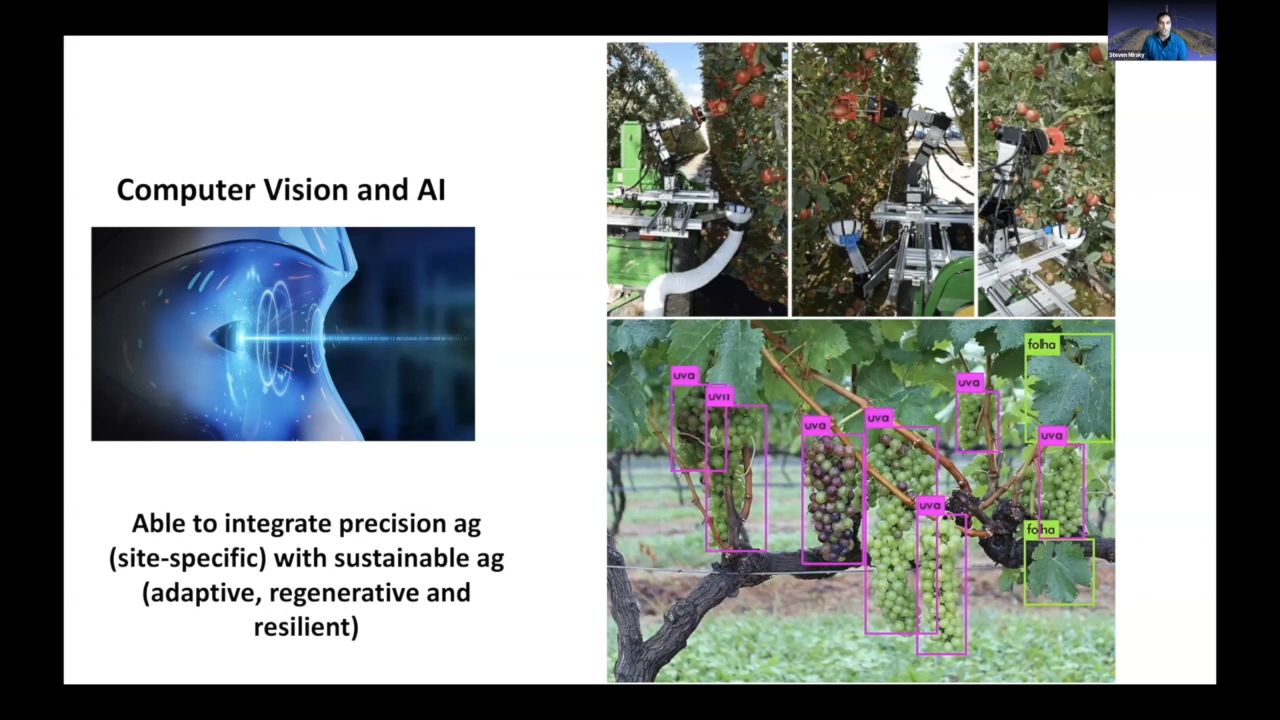 Steven Mirsky
Computer Vision and AI
Able to integrate precision ag
(site-specific) with sustainable ag
(adaptive, regenerative and
resilient)
uva
uva
uva
uva
uva
uva
uva
folha
folha